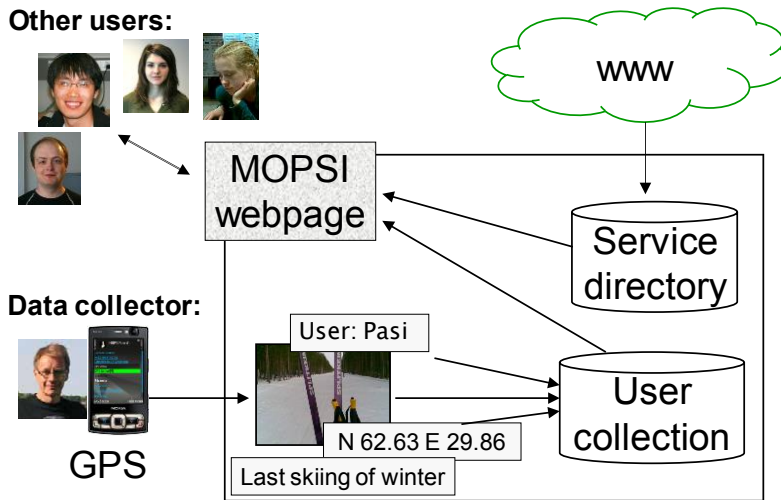 Other users:
www
MOPSI
webpage
Service
directory
Data collector:
User: Pasi
NOKIA
User
collection
N 62.63 E 29.86
GPS
Last skiing of winter